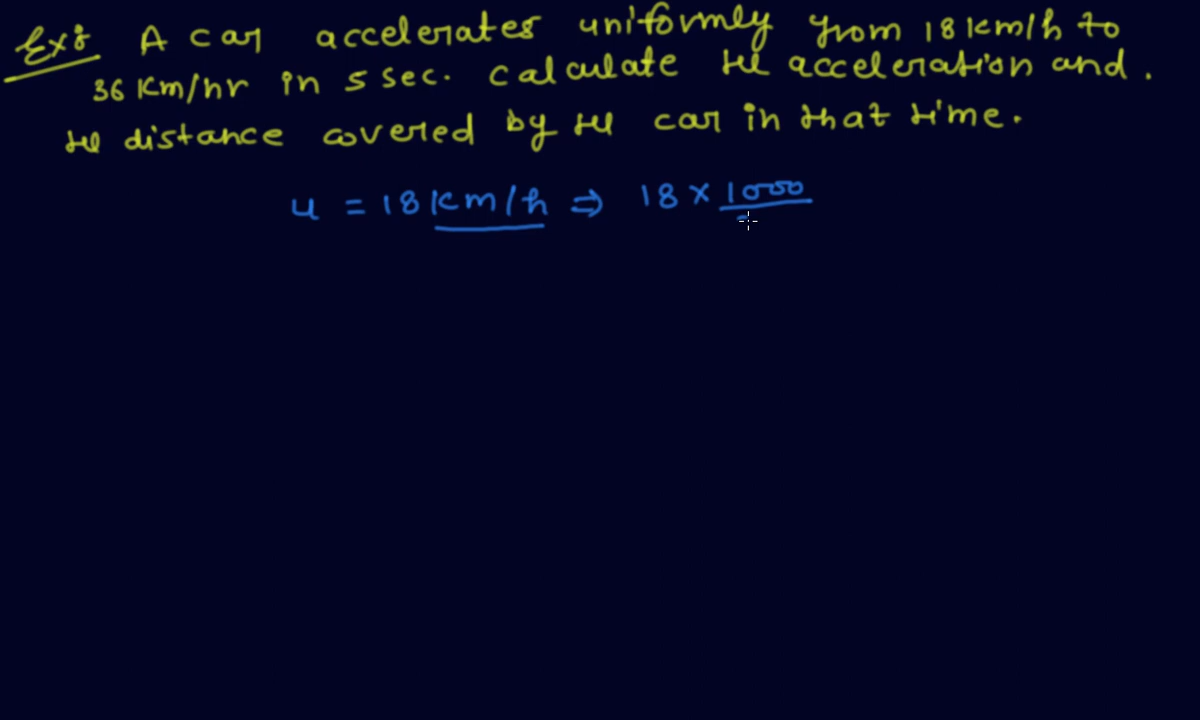 Ex: A car accelerates uniformly from 18 km/h to
36 Km/hr in 5 sec. calculate the acceleration and .
the distance covered by the car in that time.
u = 18 km/h ⇒ 18 × 1000